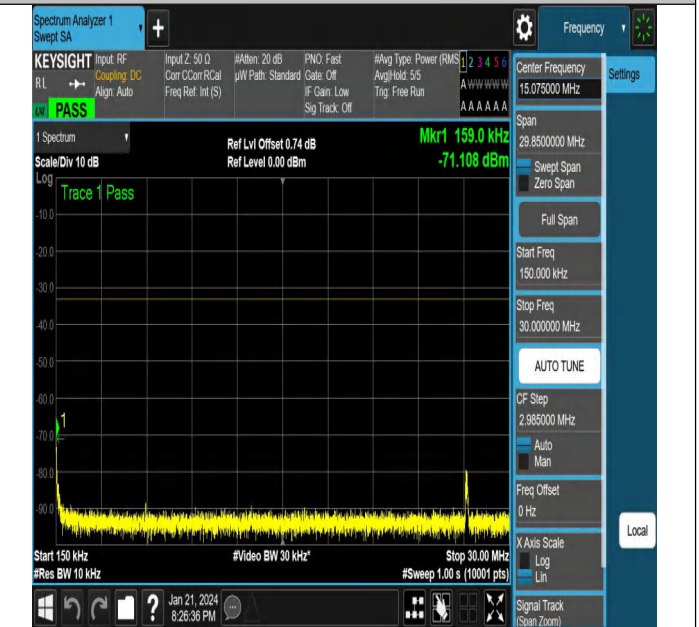 Spectrum Analyzer 1
Swept SA
+
Frequency
KEYSIGHT
RL
PASS
Input: RF
Coupling: DC
Align: Auto
Input Z: 50 Ω
Corr CCorr RCal
Freq Ref: Int (S)
#Atten: 20 dB
µW Path: Standard
PNO: Fast
Gate: Off
IF Gain: Low
Sig Track: Off
#Avg Type: Power (RMS
Avg|Hold: 5/5
Trig: Free Run
1 2 3 4 5 6
A W W W W W
A A A A A A
1 Spectrum
Scale/Div 10 dB
Log
Ref Lvl Offset 0.74 dB
Ref Level 0.00 dBm
Mkr1 159.0 kHz
-71.108 dBm
Trace 1 Pass
-10.0
-20.0
-30.0
-40.0
-50.0
-60.0
-70.0
-80.0
-90.0
1
Start 150 kHz
#Res BW 10 kHz
#Video BW 30 kHz*
Stop 30.00 MHz
#Sweep 1.00 s (10001 pts)
?
Jan 21, 2024
8:26:36 PM
Center Frequency
15.075000 MHz
Settings
Span
29.8500000 MHz
Swept Span
Zero Span
Full Span
Start Freq
150.000 kHz
Stop Freq
30.000000 MHz
AUTO TUNE
CF Step
2.985000 MHz
Auto
Man
Freq Offset
0 Hz
X Axis Scale
Log
Lin
Signal Track
(Span Zoom)
Local